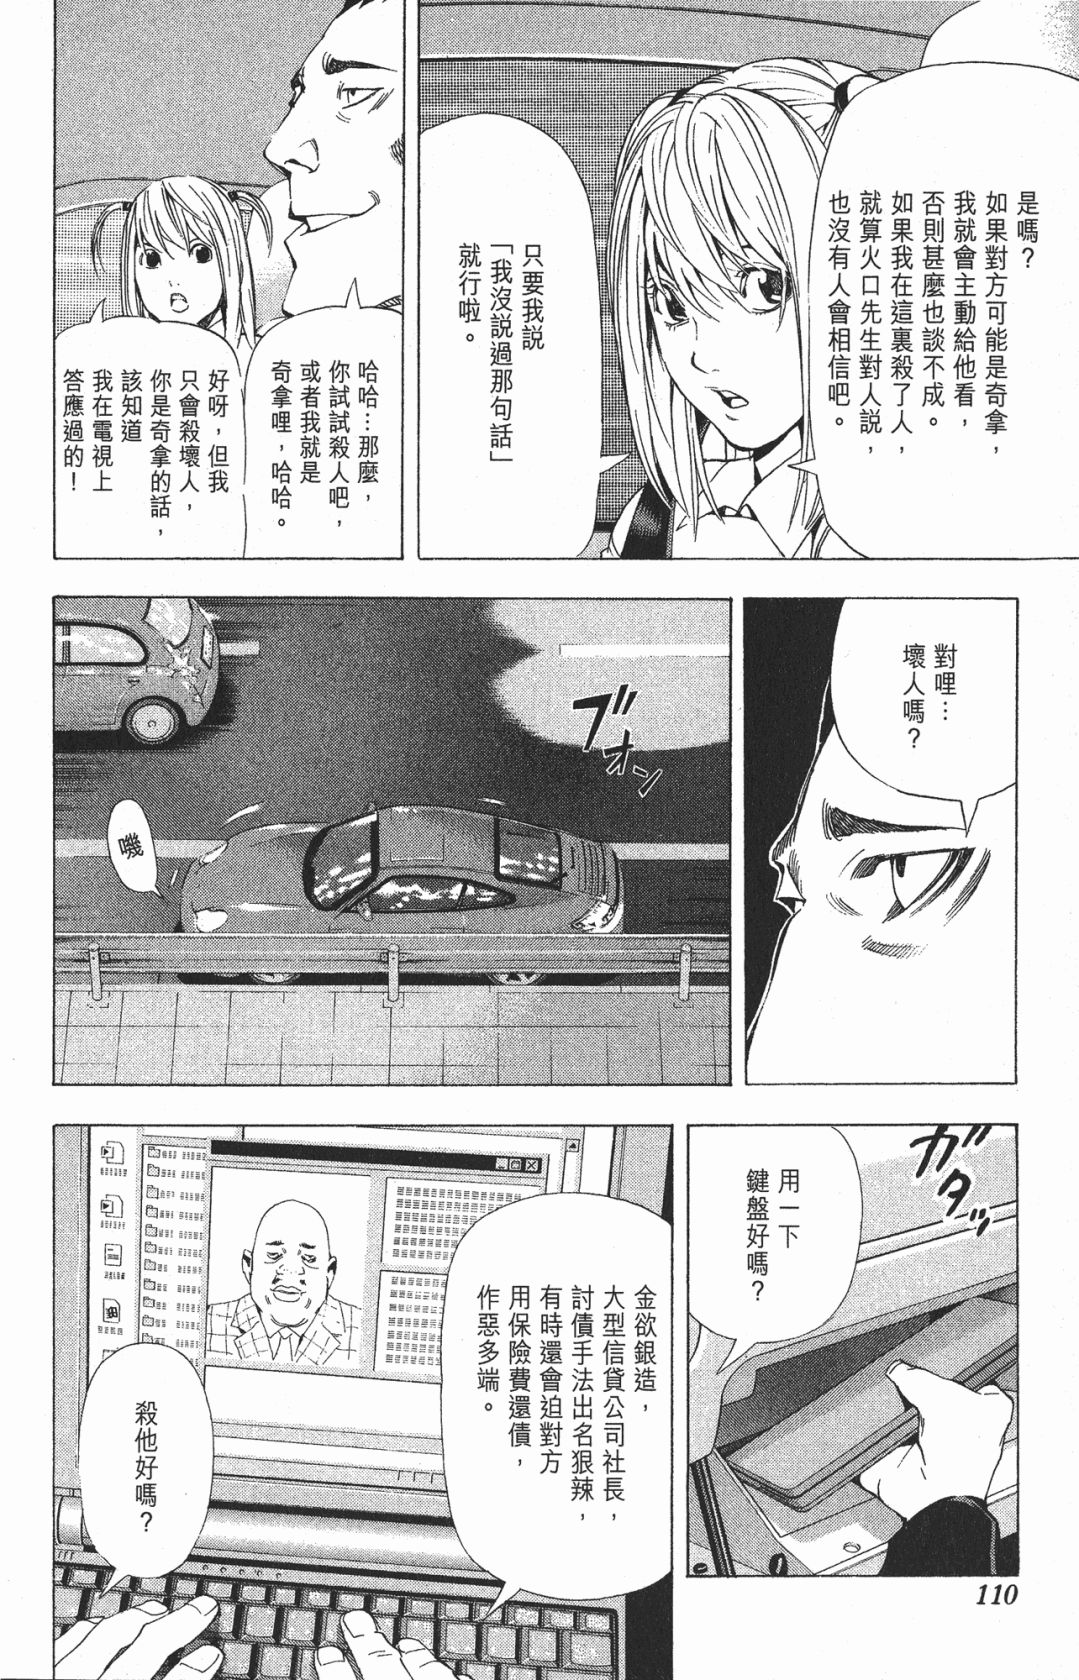 是嗎？
如果對方可能是奇拿，
我就會主動給他看，
否則甚麼也談不成。
如果我在這裏殺了人，
就算火口先生對人說，
也沒有人會相信吧。
只要我說
「我沒說過那句話」
就行啦。
哈哈…那麼，
你試試殺人吧，
或者我就是
奇拿哩，哈哈。
好呀，但我
只會殺壞人，
你是奇拿的話，
該知道
我在電視上
答應過的！
對哩…
壞人嗎？
ブオン
嘰
ガタッ
用一下
鍵盤好嗎？
金欲銀造，
大型信貸公司社長，
討債手法出名狠辣，
有時還會迫對方
用保險費還債，
作惡多端。
殺他好嗎？
110